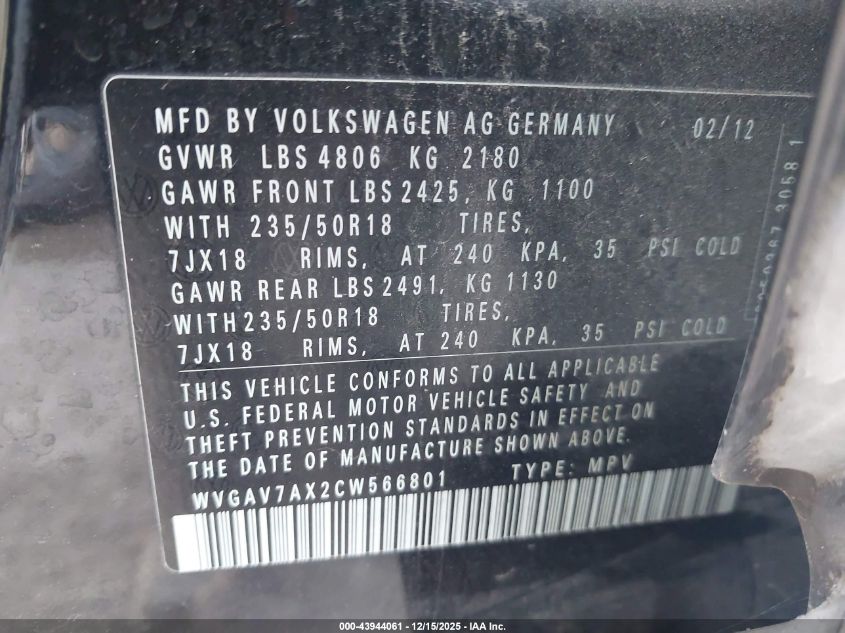 MFD BY VOLKSWAGEN AG GERMANY 02/12
GVWR LBS 4806 KG 2180
GAWR FRONT LBS 2425, KG 1100
WITH 235/50R18 TIRES,
7JX18 RIMS, AT 240 KPA, 35 PSI COLD
GAWR REAR LBS 2491, KG 1130
WITH 235/50R18 TIRES,
7JX18 RIMS, AT 240 KPA, 35 PSI COLD
THIS VEHICLE CONFORMS TO ALL APPLICABLE
U.S. FEDERAL MOTOR VEHICLE SAFETY AND
THEFT PREVENTION STANDARDS IN EFFECT ON
THE DATE OF MANUFACTURE SHOWN ABOVE.
WVGAV7AX2CW566801 TYPE: MPV
000-43944061 - 12/15/2025 - IAA Inc.